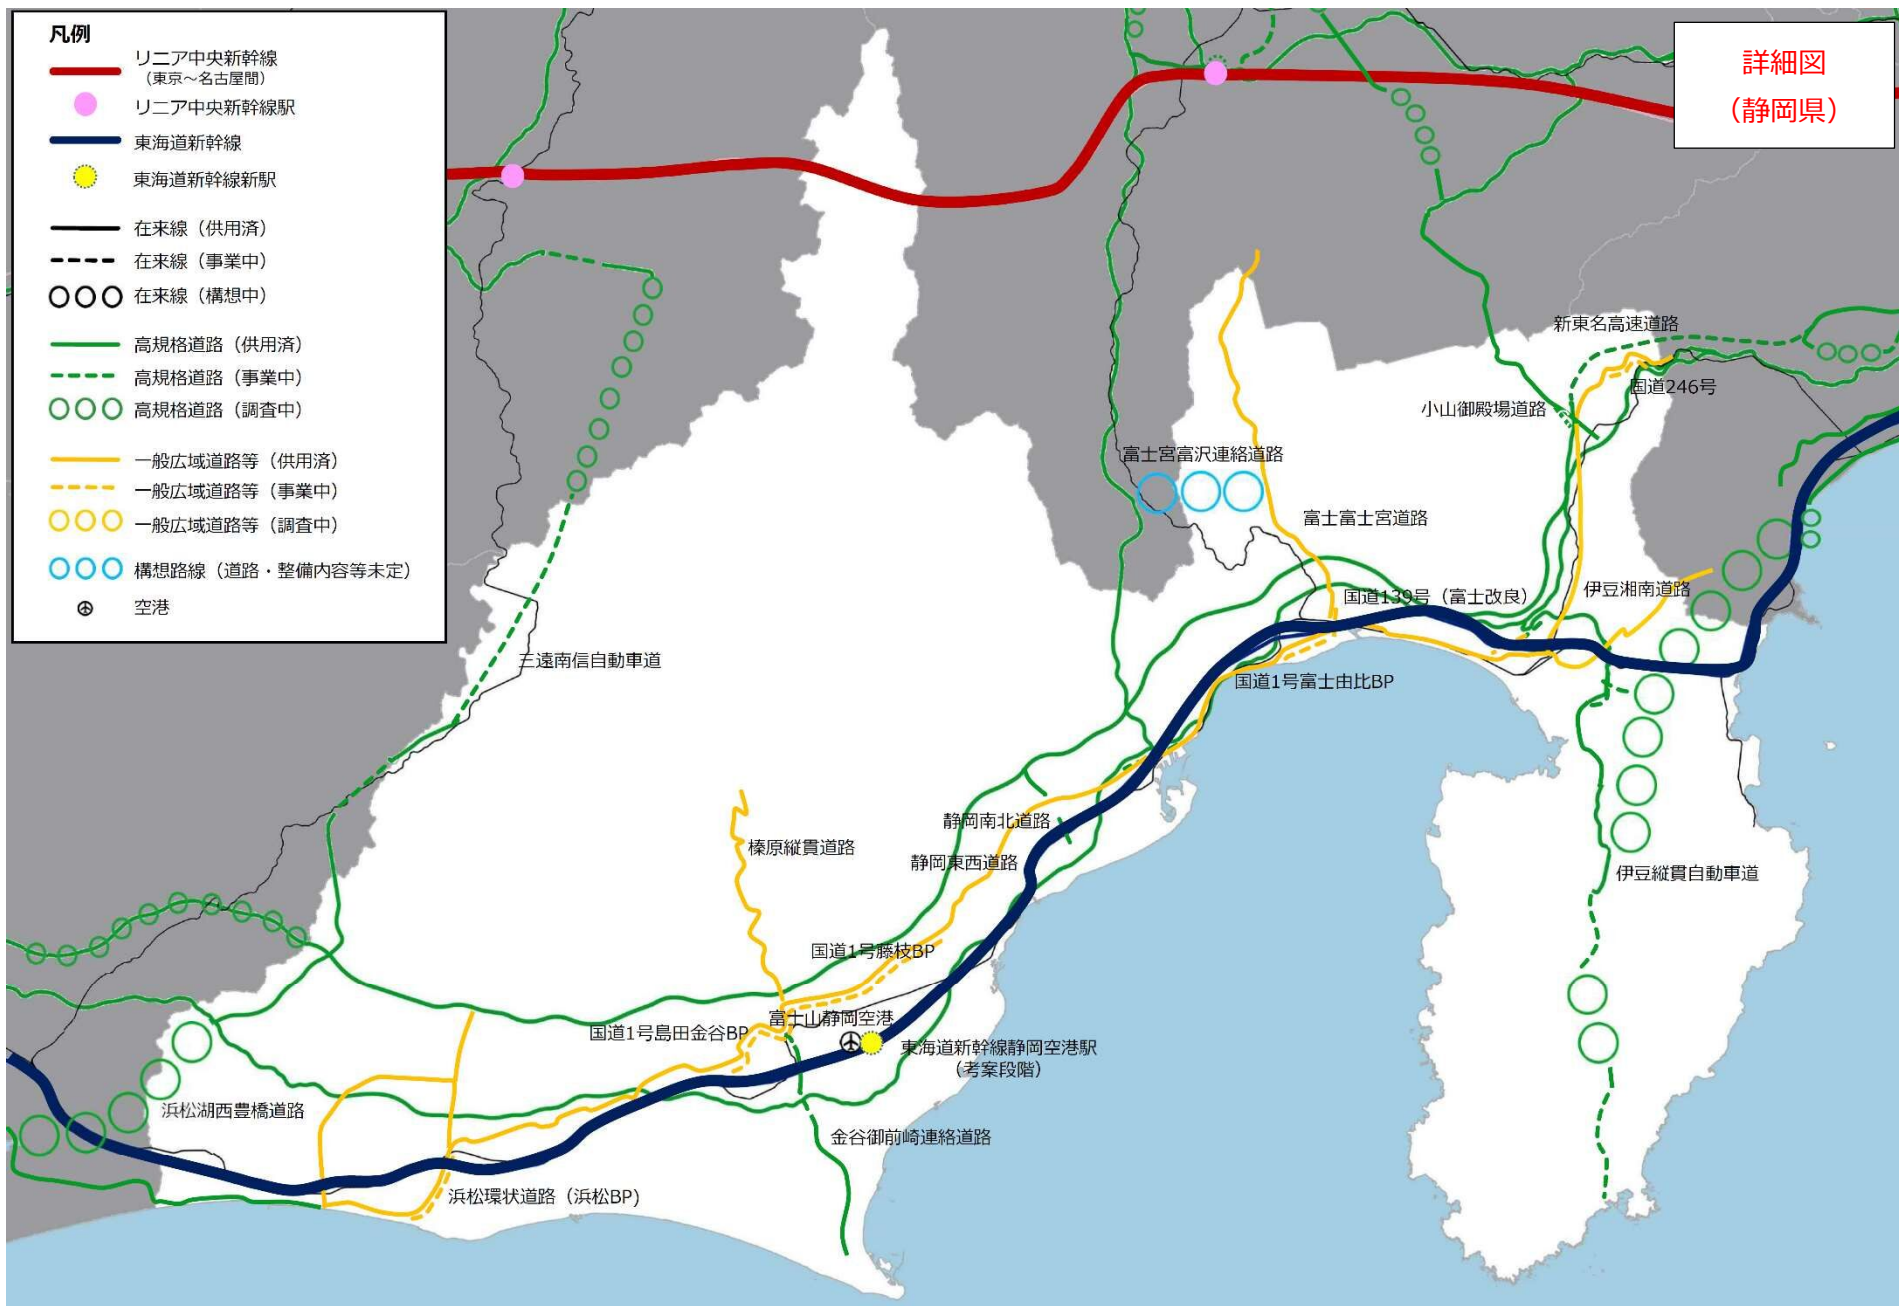 凡例
リニア中央新幹線
（東京～名古屋間）
リニア中央新幹線駅
東海道新幹線
東海道新幹線新駅
在来線（供用済）
在来線（事業中）
在来線（構想中）
高規格道路（供用済）
高規格道路（事業中）
高規格道路（調査中）
一般広域道路等（供用済）
一般広域道路等（事業中）
一般広域道路等（調査中）
構想路線（道路・整備内容等未定）
空港
詳細図
（静岡県）
新東名高速道路
国道246号
小山御殿場道路
富士宮富沢連絡道路
富士富士宮道路
国道139号（富士改良）
伊豆湘南道路
三遠南信自動車道
国道1号富士由比BP
静岡南北道路
榛原縦貫道路
静岡東西道路
伊豆縦貫自動車道
国道1号藤枝BP
富士山静岡空港
国道1号島田金谷BP
東海道新幹線静岡空港駅
（考案段階）
浜松湖西豊橋道路
金谷御前崎連絡道路
浜松環状道路（浜松BP)